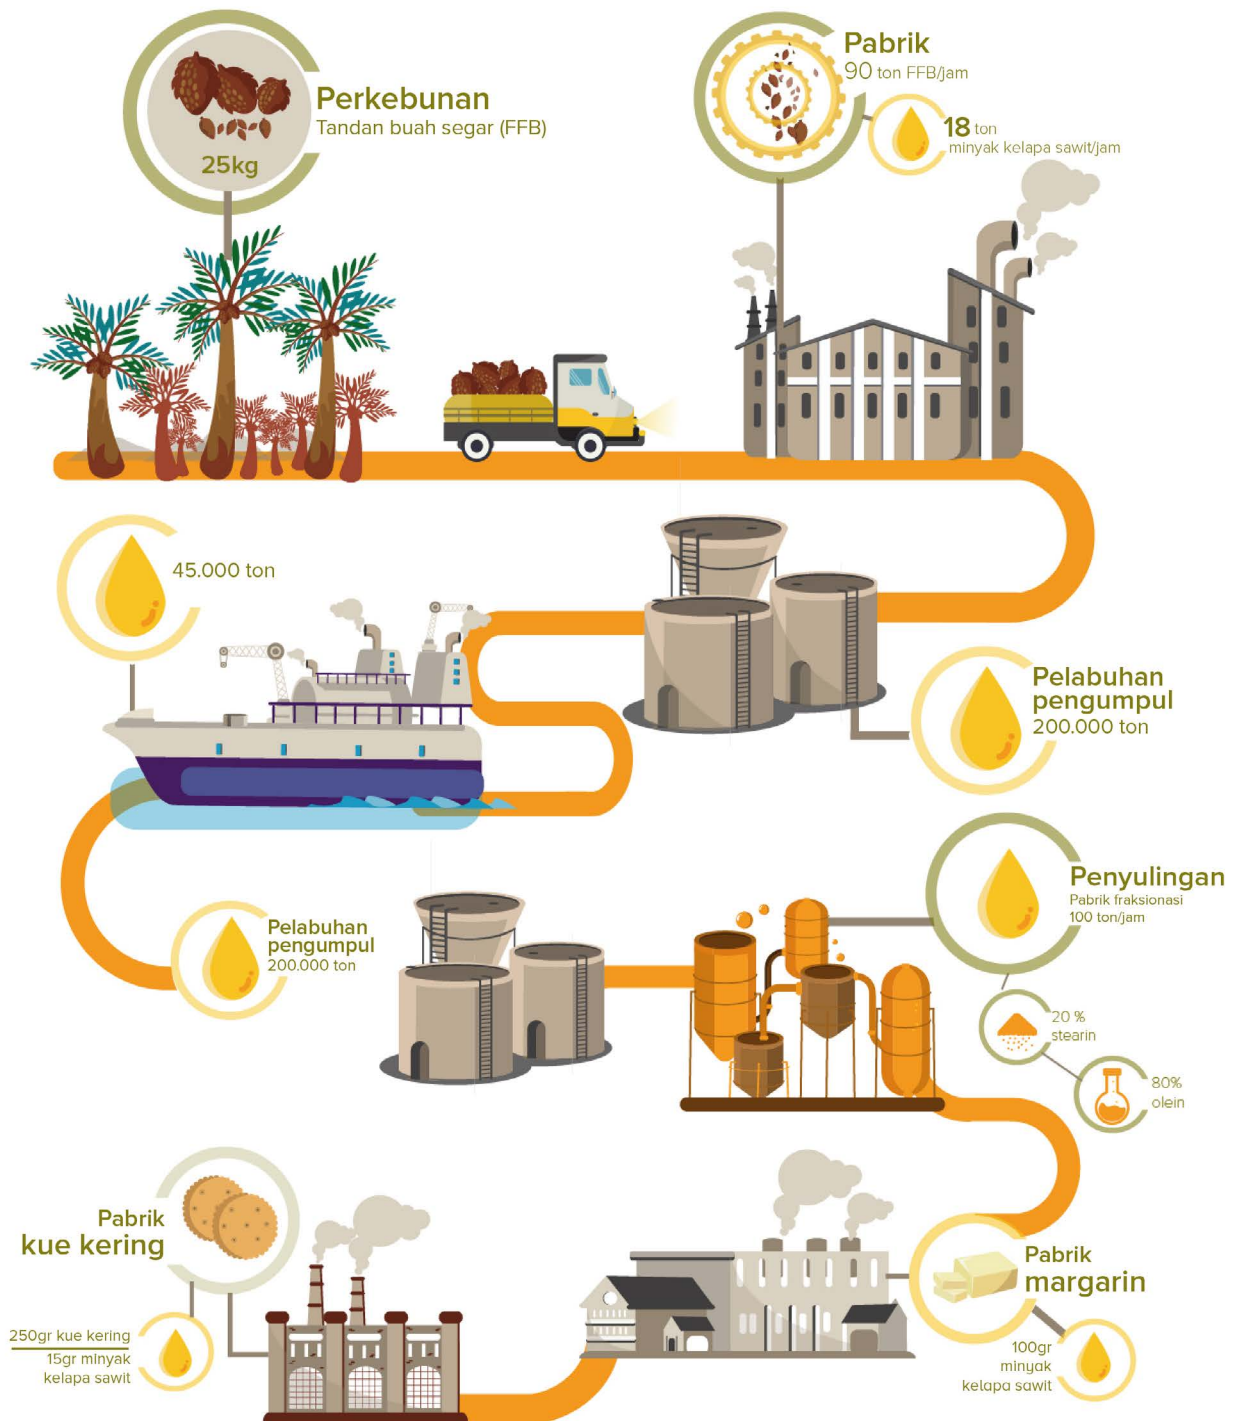 Perkebunan
Tandan buah segar (FFB)
25kg
Pabrik
90 ton FFB/jam
18 ton
minyak kelapa sawit/jam
45.000 ton
Pelabuhan
pengumpul
200.000 ton
Penyulingan
Pabrik fraksionasi
100 ton/jam
Pelabuhan
pengumpul
200.000 ton
20 %
stearin
80%
olein
Pabrik
kue kering
250gr kue kering
15gr minyak
kelapa sawit
Pabrik
margarin
100gr
minyak
kelapa sawit